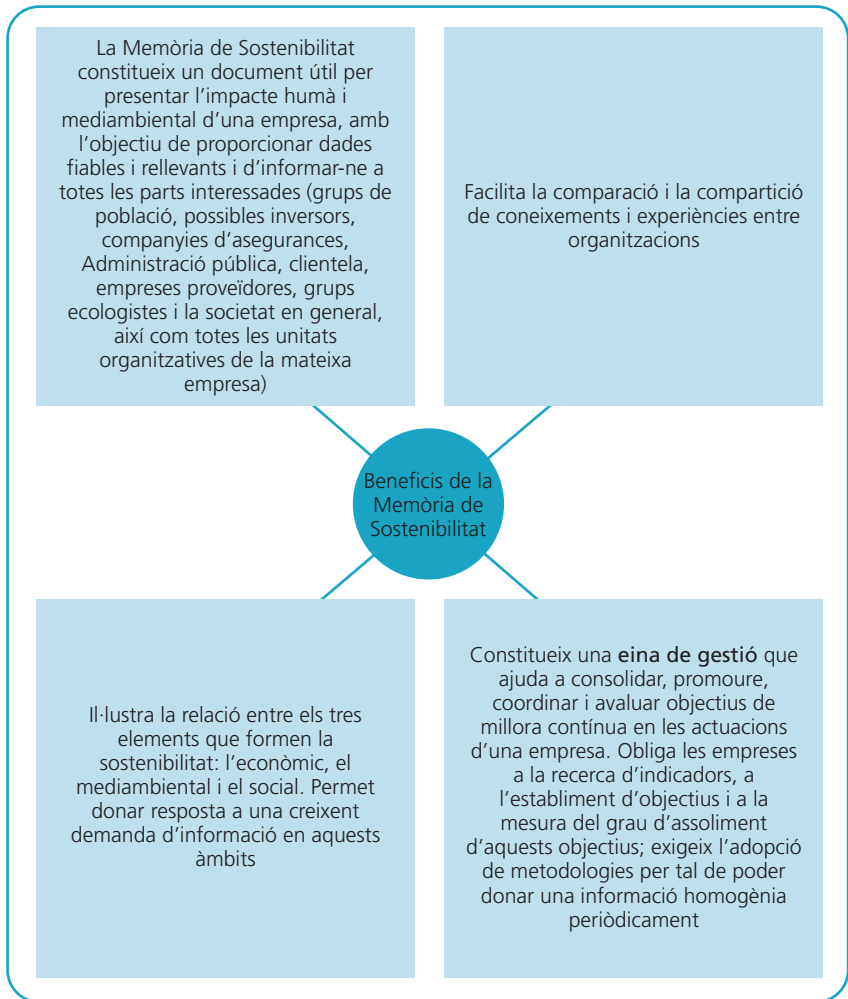 La Memòria de Sostenibilitat
constitueix un document útil per
presentar l'impacte humà i
mediambiental d'una empresa, amb
l'objectiu de proporcionar dades
fiables i rellevants i d'informar-ne a
totes les parts interessades (grups de
població, possibles inversors,
companyies d'asegurances,
Administració pública, clientela,
empreses proveïdores, grups
ecologistes i la societat en general,
així com totes les unitats
organitzatives de la mateixa
empresa)
Facilita la comparació i la compartició
de coneixements i experiències entre
organitzacions
Beneficis de la
Memòria de
Sostenibilitat
Il·lustra la relació entre els tres
elements que formen la
sostenibilitat: l'econòmic, el
mediambiental i el social. Permet
donar resposta a una creixent
demanda d'informació en aquests
àmbits
Constitueix una eina de gestió que
ajuda a consolidar, promoure,
coordinar i avaluar objectius de
millora contínua en les actuacions
d'una empresa. Obliga les empreses
a la recerca d'indicadors, a
l'establiment d'objectius i a la
mesura del grau d'assoliment
d'aquests objectius; exigeix l'adopció
de metodologies per tal de poder
donar una informació homogènia
periòdicament